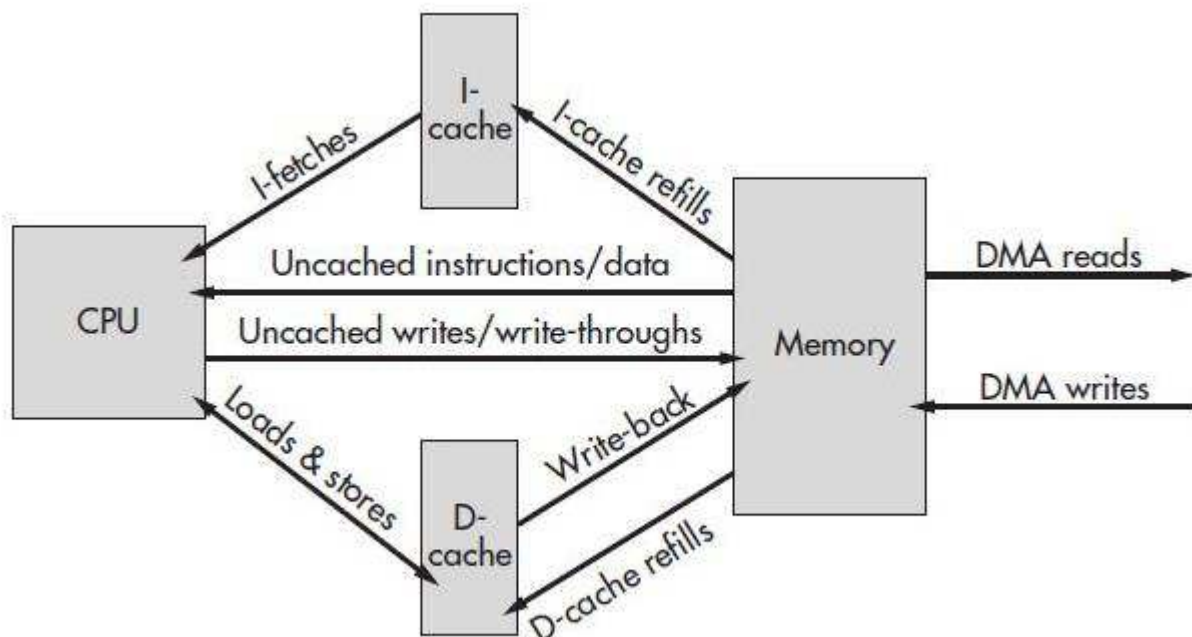 I-
cache
I-fetches
I-cache refills
Uncached instructions/data
DMA reads
CPU
Uncached writes/write-throughs
Memory
DMA writes
Loads & stores
Write-back
D-
cache
D-cache refills